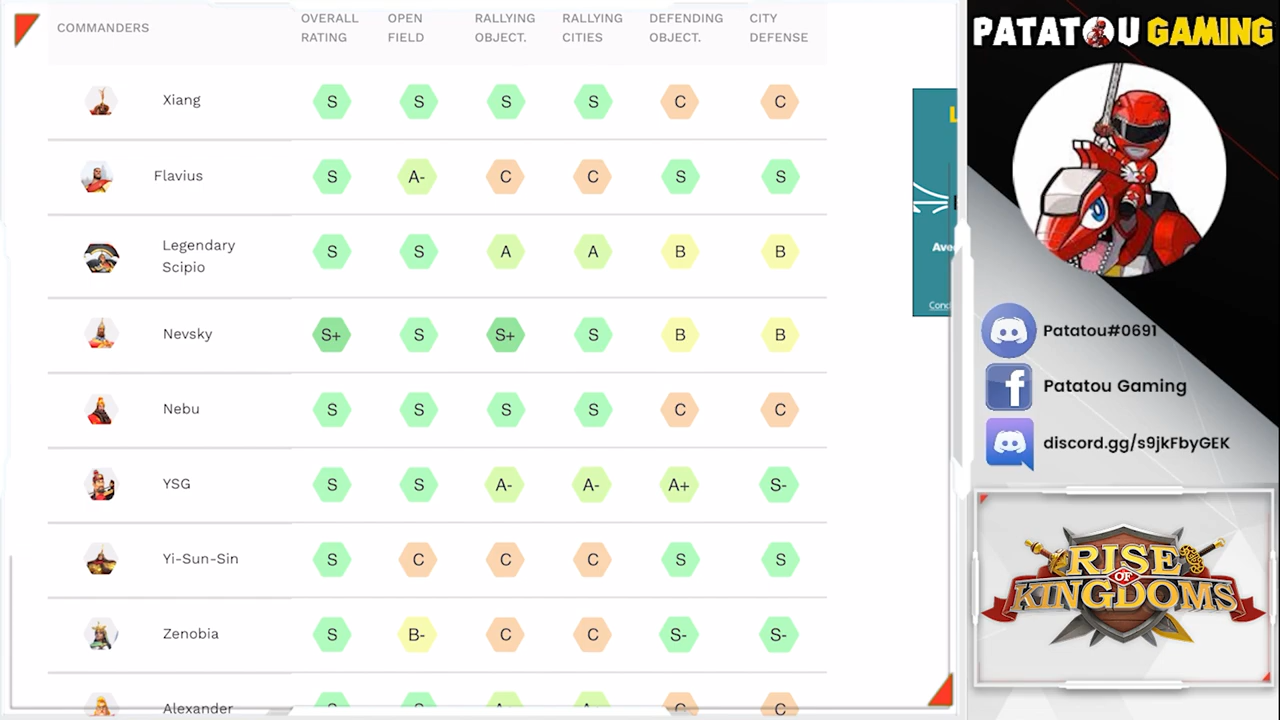 COMMANDERS
OVERALL RATING
OPEN FIELD
RALLYING OBJECT.
RALLYING CITIES
DEFENDING OBJECT.
CITY DEFENSE
Xiang S S S S C C
Flavius S A- C C S S
Legendary Scipio S S A A B B
Nevsky S+ S S+ S B B
Nebu S S S S C C
YSG S S A- A- A+ S-
Yi-Sun-Sin S C C C S S
Zenobia S B- C C S- S-
Alexander
Cond
PATATOU GAMING
Patatou#0691
Patatou Gaming
discord.gg/s9jkFbyGEK
RISE
OF
KINGDOMS